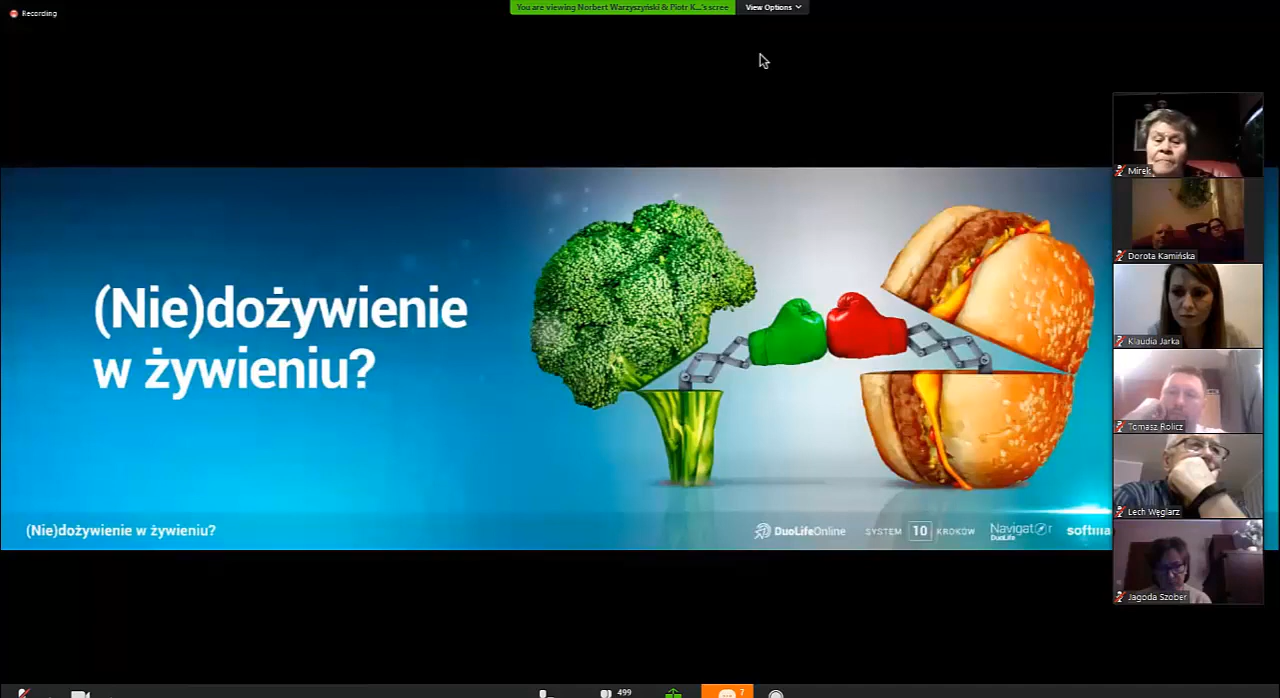 Recording
You are viewing Norbert Warzyszyński & Piotr K...'s scree
View Options
(Nie)dożywienie
w żywieniu?
Mirek
Dorota Kamińska
Klaudia Jarka
Tomasz Rolicz
Lech Węglarz
Jagoda Szober
(Nie)dożywienie w żywieniu?
DuoLifeOnline
SYSTEM 10 KROKÓW
Navigator
DuoLife
499
7